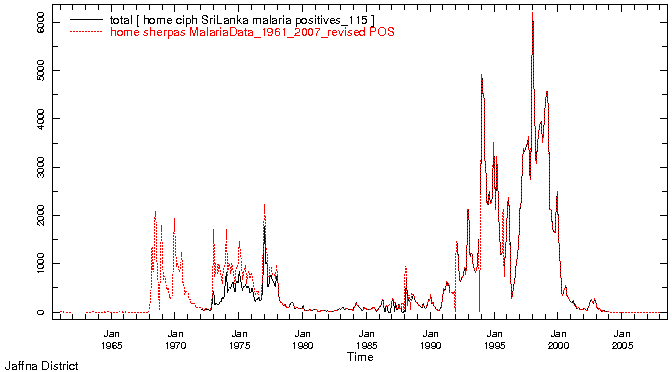 total [ home ciph SriLanka malaria positives_115 ]
home sherpas MalariaData_1961_2007_revised POS
6000
5000
4000
3000
2000
1000
0
Jan Jan Jan Jan Jan Jan Jan Jan Jan
1965 1970 1975 1980 1985 1990 1995 2000 2005
Time
Jaffna District